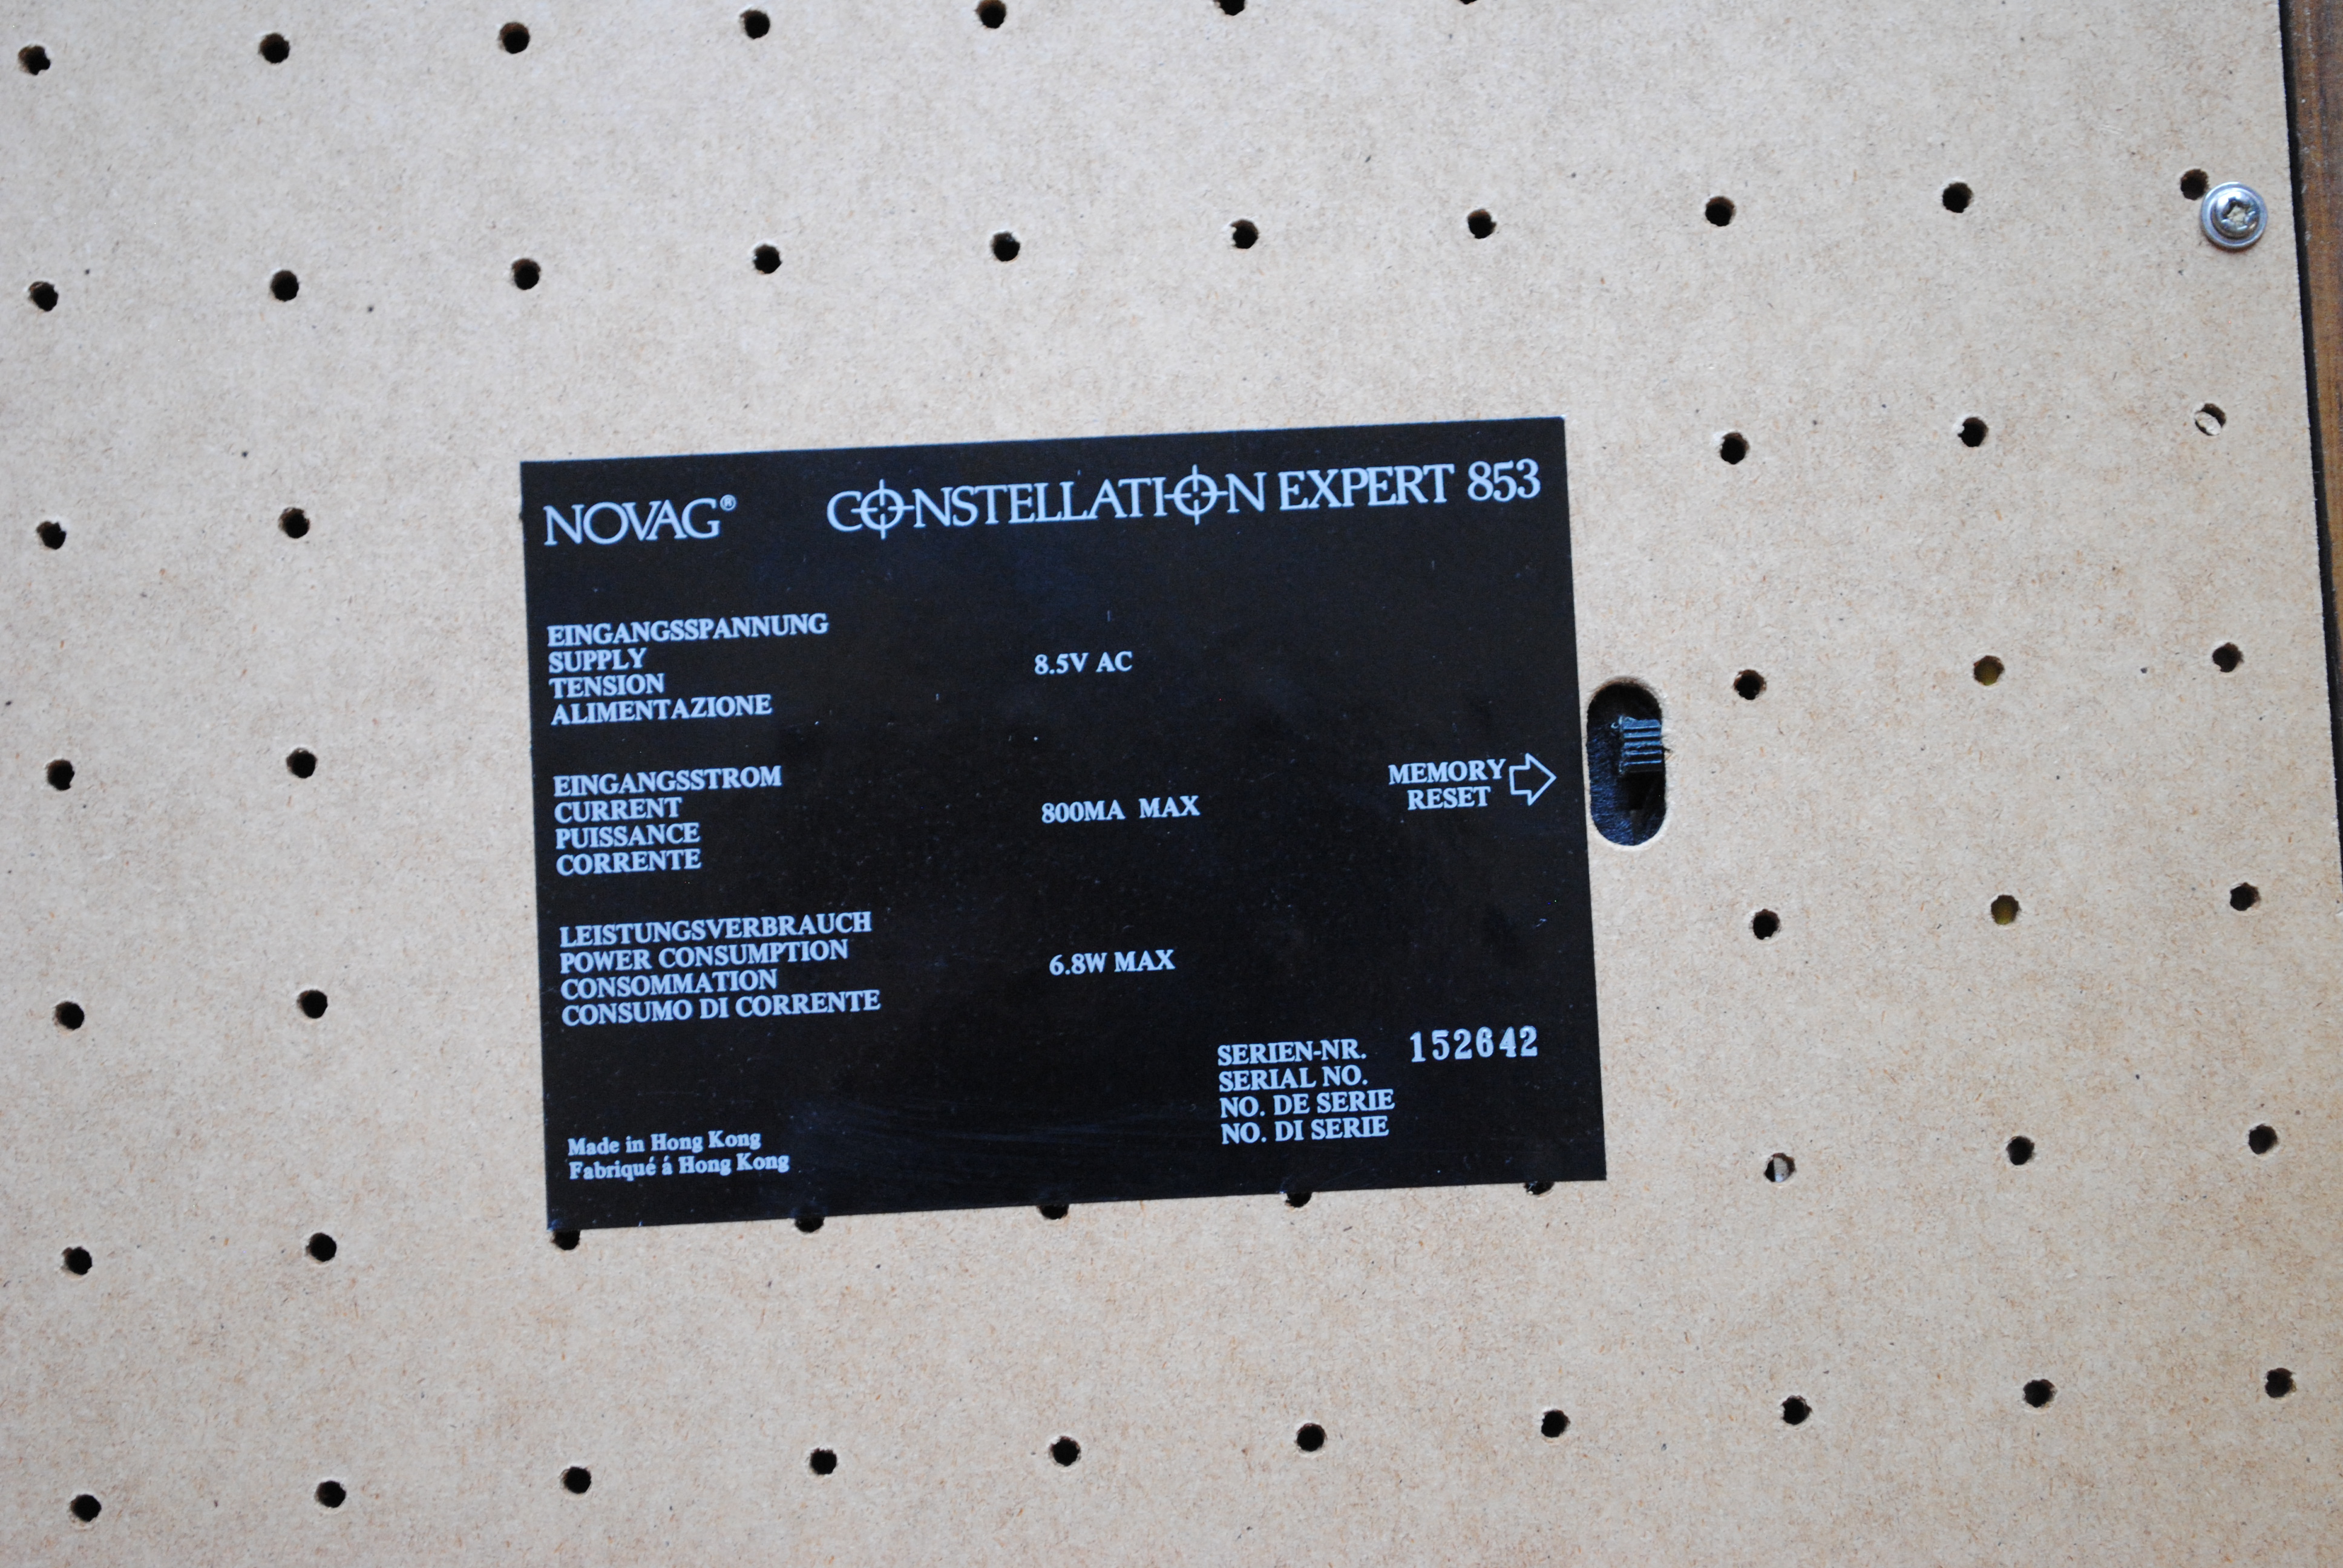 NOVAG® CONSTELLATION EXPERT 853
EINGANGSSPANNUNG
SUPPLY
TENSION
ALIMENTAZIONE
8.5V AC
EINGANGSSTROM
CURRENT
PUISSANCE
CORRENTE
800MA MAX
MEMORY
RESET
LEISTUNGSVERBRAUCH
POWER CONSUMPTION
CONSOMMATION
CONSUMO DI CORRENTE
6.8W MAX
SERIEN-NR. 152642
SERIAL NO.
NO. DE SERIE
NO. DI SERIE
Made in Hong Kong
Fabriqué á Hong Kong